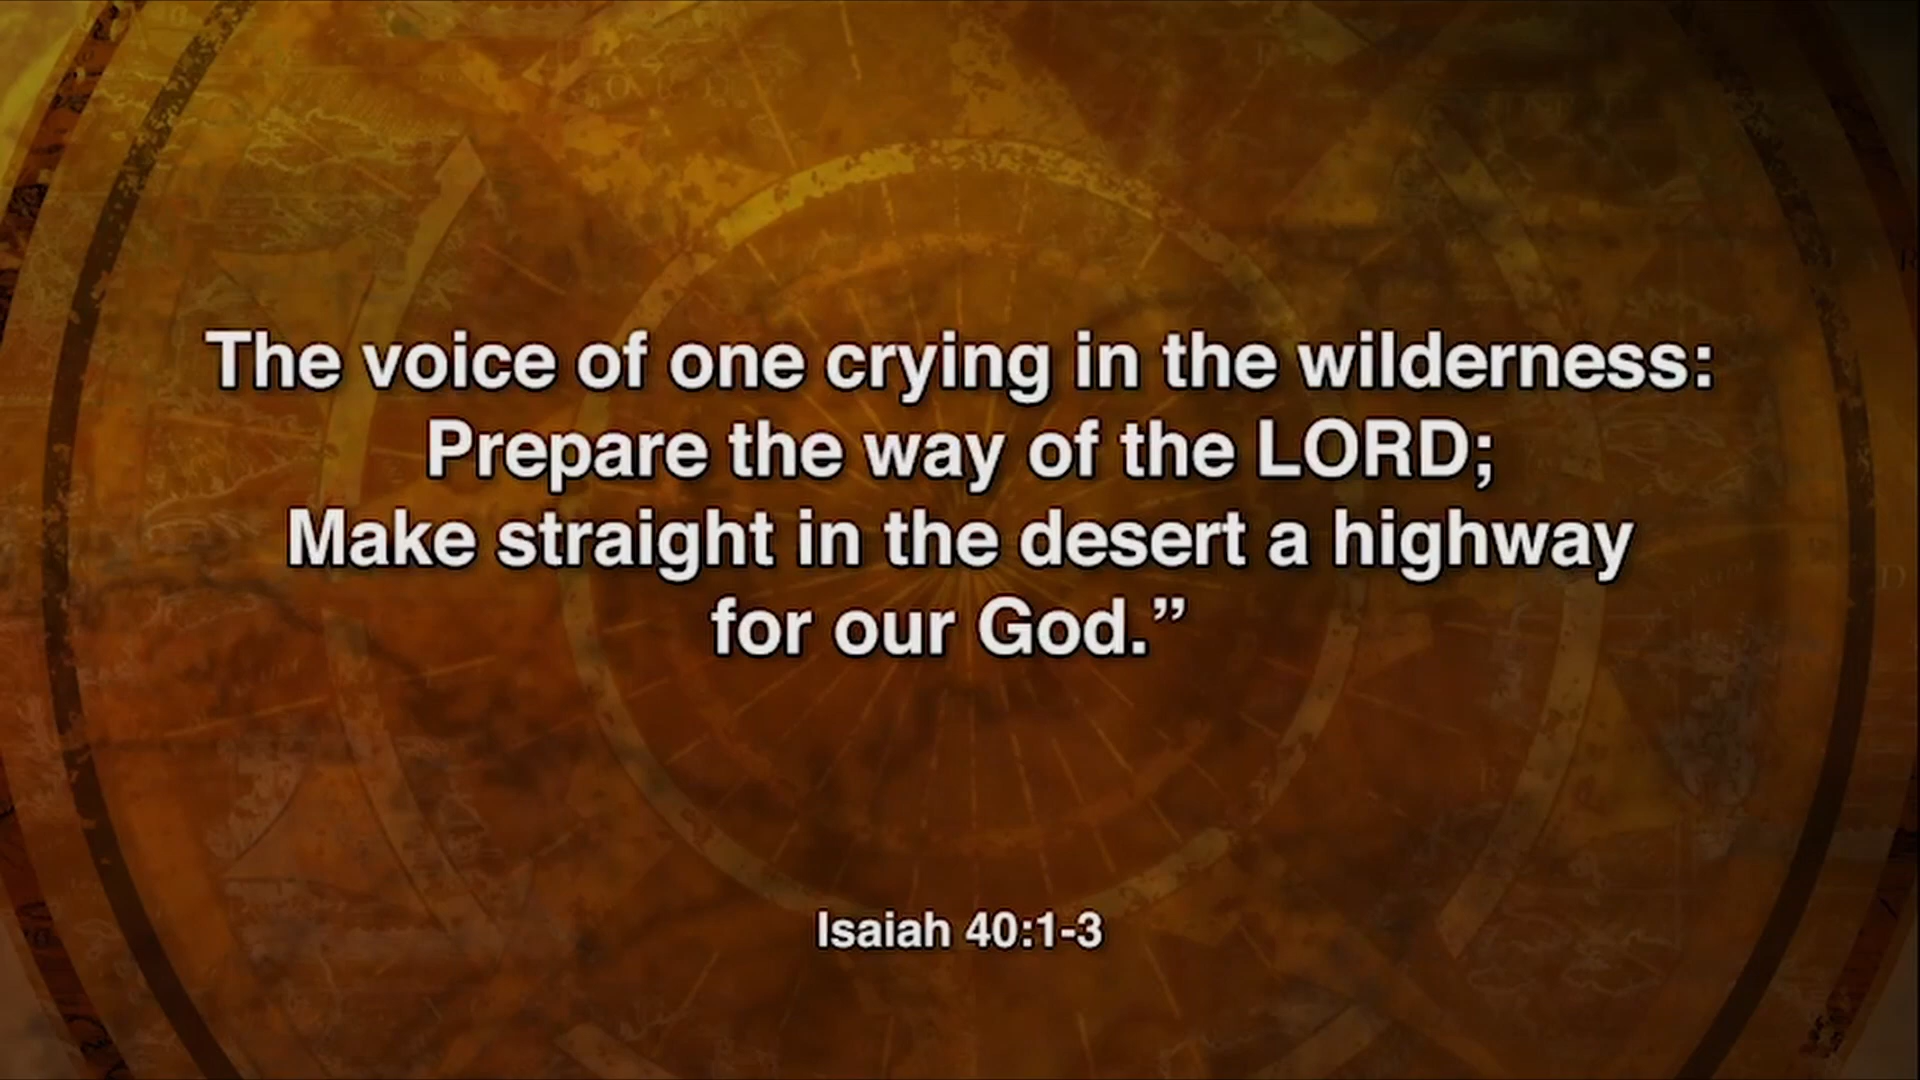 The voice of one crying in the wilderness:
Prepare the way of the LORD;
Make straight in the desert a highway
for our God.”
Isaiah 40:1-3